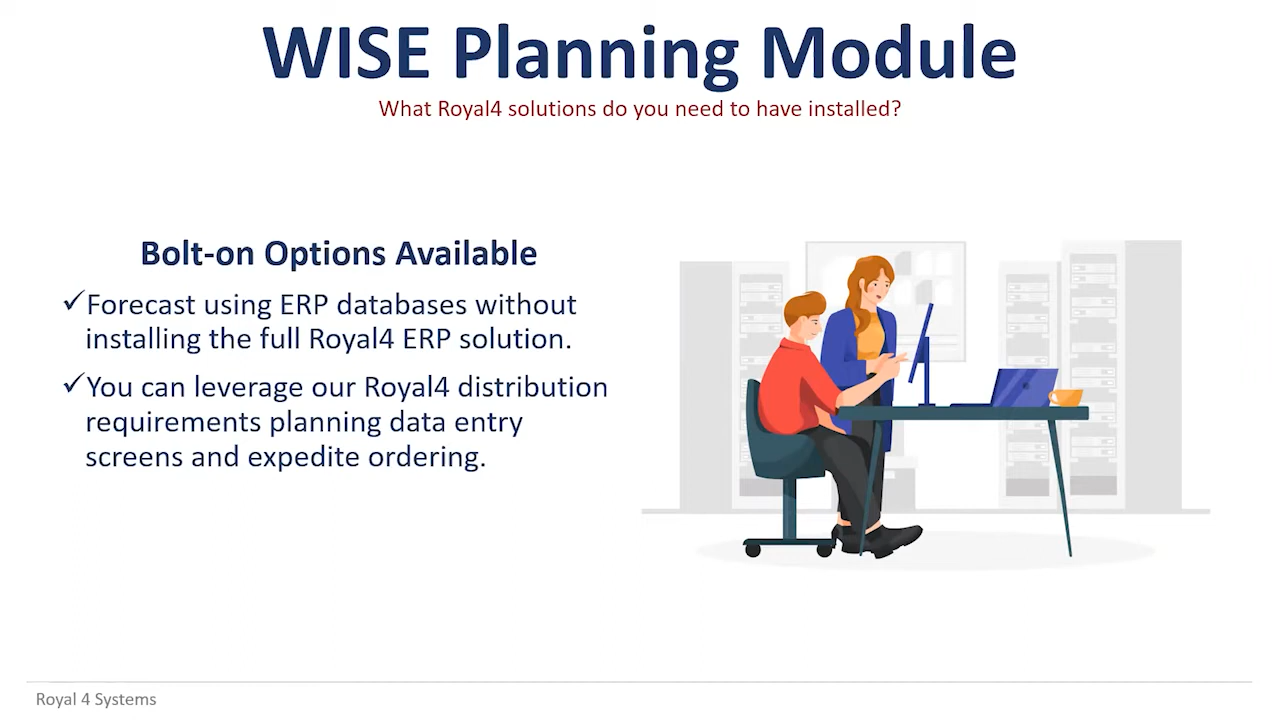 WISE Planning Module
What Royal4 solutions do you need to have installed?
Bolt-on Options Available
✓Forecast using ERP databases without
installing the full Royal4 ERP solution.
✓You can leverage our Royal4 distribution
requirements planning data entry
screens and expedite ordering.
Royal 4 Systems